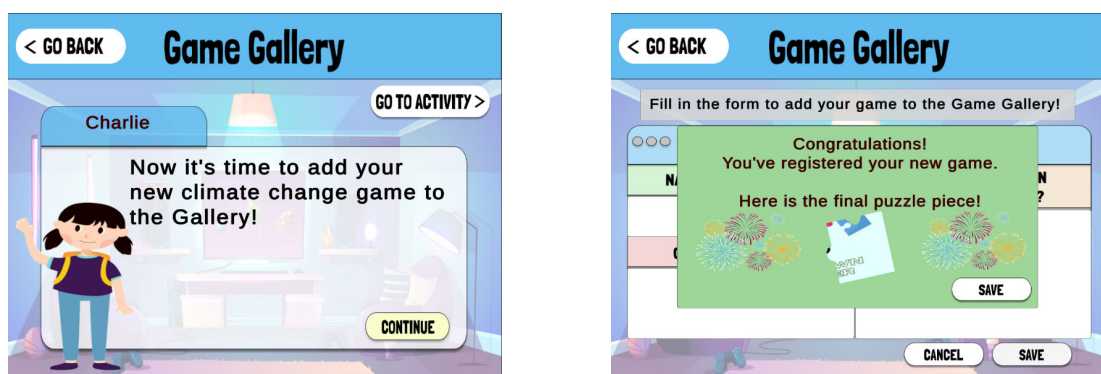 < GO BACK
Game Gallery
GO TO ACTIVITY >
Charlie
Now it's time to add your
new climate change game to
the Gallery!
CONTINUE
< GO BACK
Game Gallery
Fill in the form to add your game to the Game Gallery!
Congratulations!
You've registered your new game.
Here is the final puzzle piece!
SAVE
CANCEL
SAVE